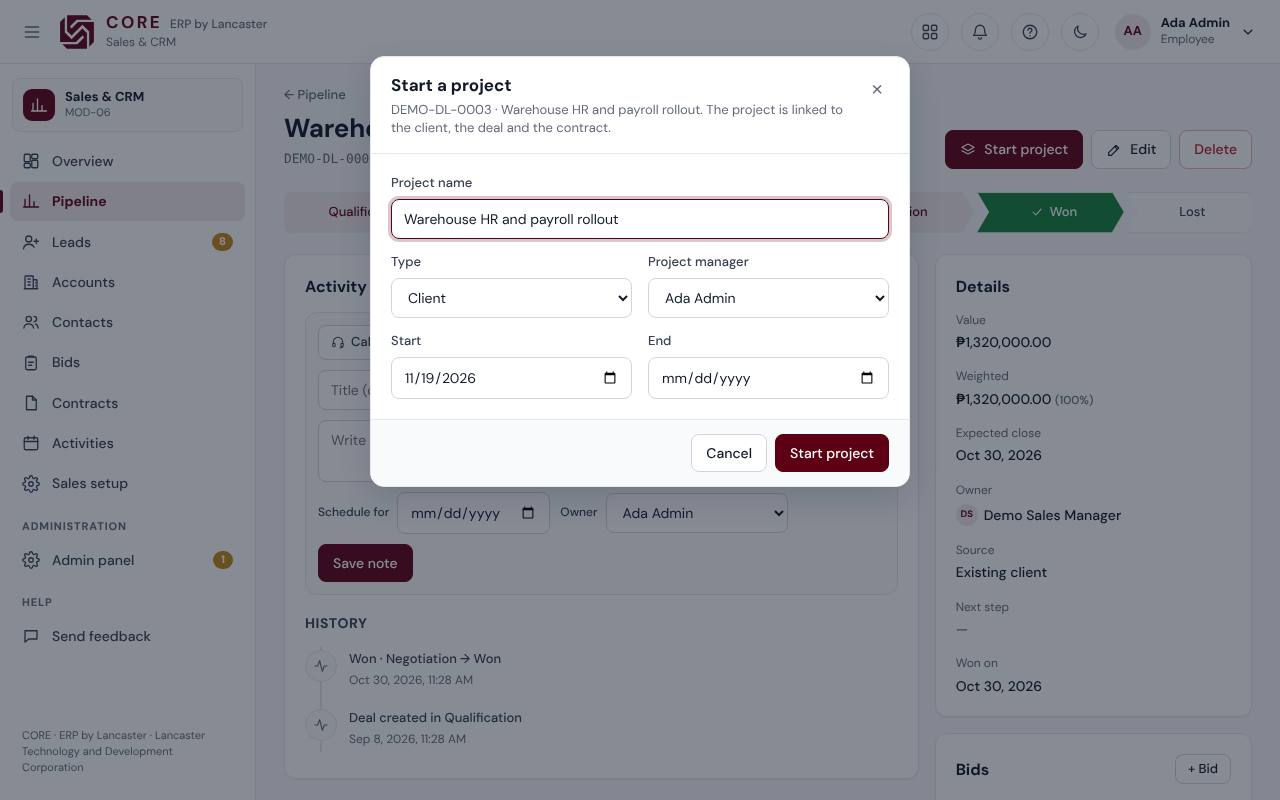 CORE ERP by Lancaster
Sales & CRM
AA
Ada Admin
Employee
Sales & CRM
MOD-06
Overview
Pipeline
Leads 8
Accounts
Contacts
Bids
Contracts
Activities
Sales setup
ADMINISTRATION
Admin panel 1
HELP
Send feedback
CORE · ERP by Lancaster · Lancaster
Technology and Development
Corporation
← Pipeline
DEMO-DL-000
Start project
Edit
Delete
Won
Lost
Activity
Title
Write
Schedule for mm/dd/yyyy Owner Ada Admin
Save note
HISTORY
Won · Negotiation → Won
Oct 30, 2026, 11:28 AM
Deal created in Qualification
Sep 8, 2026, 11:28 AM
Start a project
DEMO-DL-0003 · Warehouse HR and payroll rollout. The project is linked to
the client, the deal and the contract.
Project name
Warehouse HR and payroll rollout
Type Project manager
Client Ada Admin
Start End
11/19/2026 mm/dd/yyyy
Cancel Start project
Details
Value
₱1,320,000.00
Weighted
₱1,320,000.00 (100%)
Expected close
Oct 30, 2026
Owner
DS Demo Sales Manager
Source
Existing client
Next step
—
Won on
Oct 30, 2026
Bids + Bid